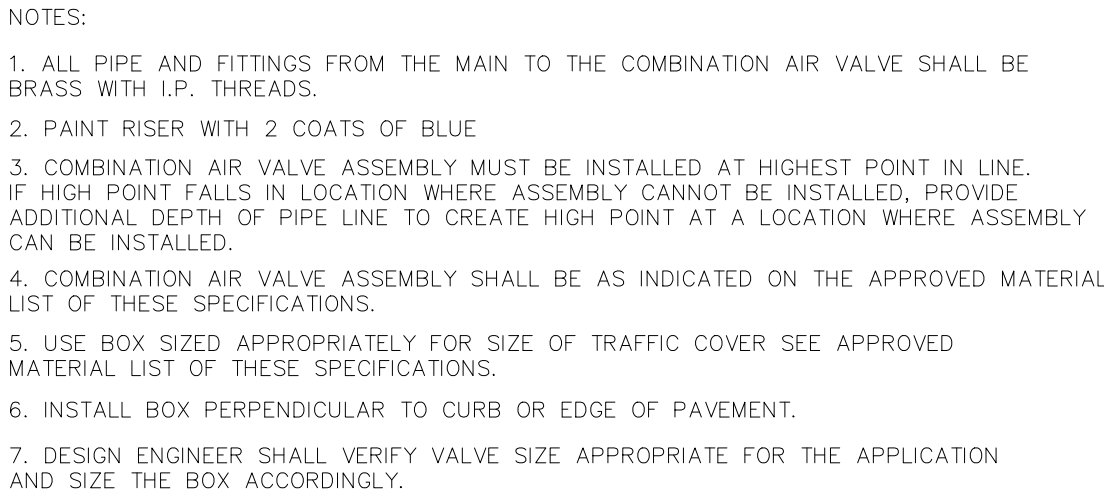 NOTES:
1. ALL PIPE AND FITTINGS FROM THE MAIN TO THE COMBINATION AIR VALVE SHALL BE
BRASS WITH I.P. THREADS.
2. PAINT RISER WITH 2 COATS OF BLUE
3. COMBINATION AIR VALVE ASSEMBLY MUST BE INSTALLED AT HIGHEST POINT IN LINE.
IF HIGH POINT FALLS IN LOCATION WHERE ASSEMBLY CANNOT BE INSTALLED, PROVIDE
ADDITIONAL DEPTH OF PIPE LINE TO CREATE HIGH POINT AT A LOCATION WHERE ASSEMBLY
CAN BE INSTALLED.
4. COMBINATION AIR VALVE ASSEMBLY SHALL BE AS INDICATED ON THE APPROVED MATERIAL
LIST OF THESE SPECIFICATIONS.
5. USE BOX SIZED APPROPRIATELY FOR SIZE OF TRAFFIC COVER SEE APPROVED
MATERIAL LIST OF THESE SPECIFICATIONS.
6. INSTALL BOX PERPENDICULAR TO CURB OR EDGE OF PAVEMENT.
7. DESIGN ENGINEER SHALL VERIFY VALVE SIZE APPROPRIATE FOR THE APPLICATION
AND SIZE THE BOX ACCORDINGLY.